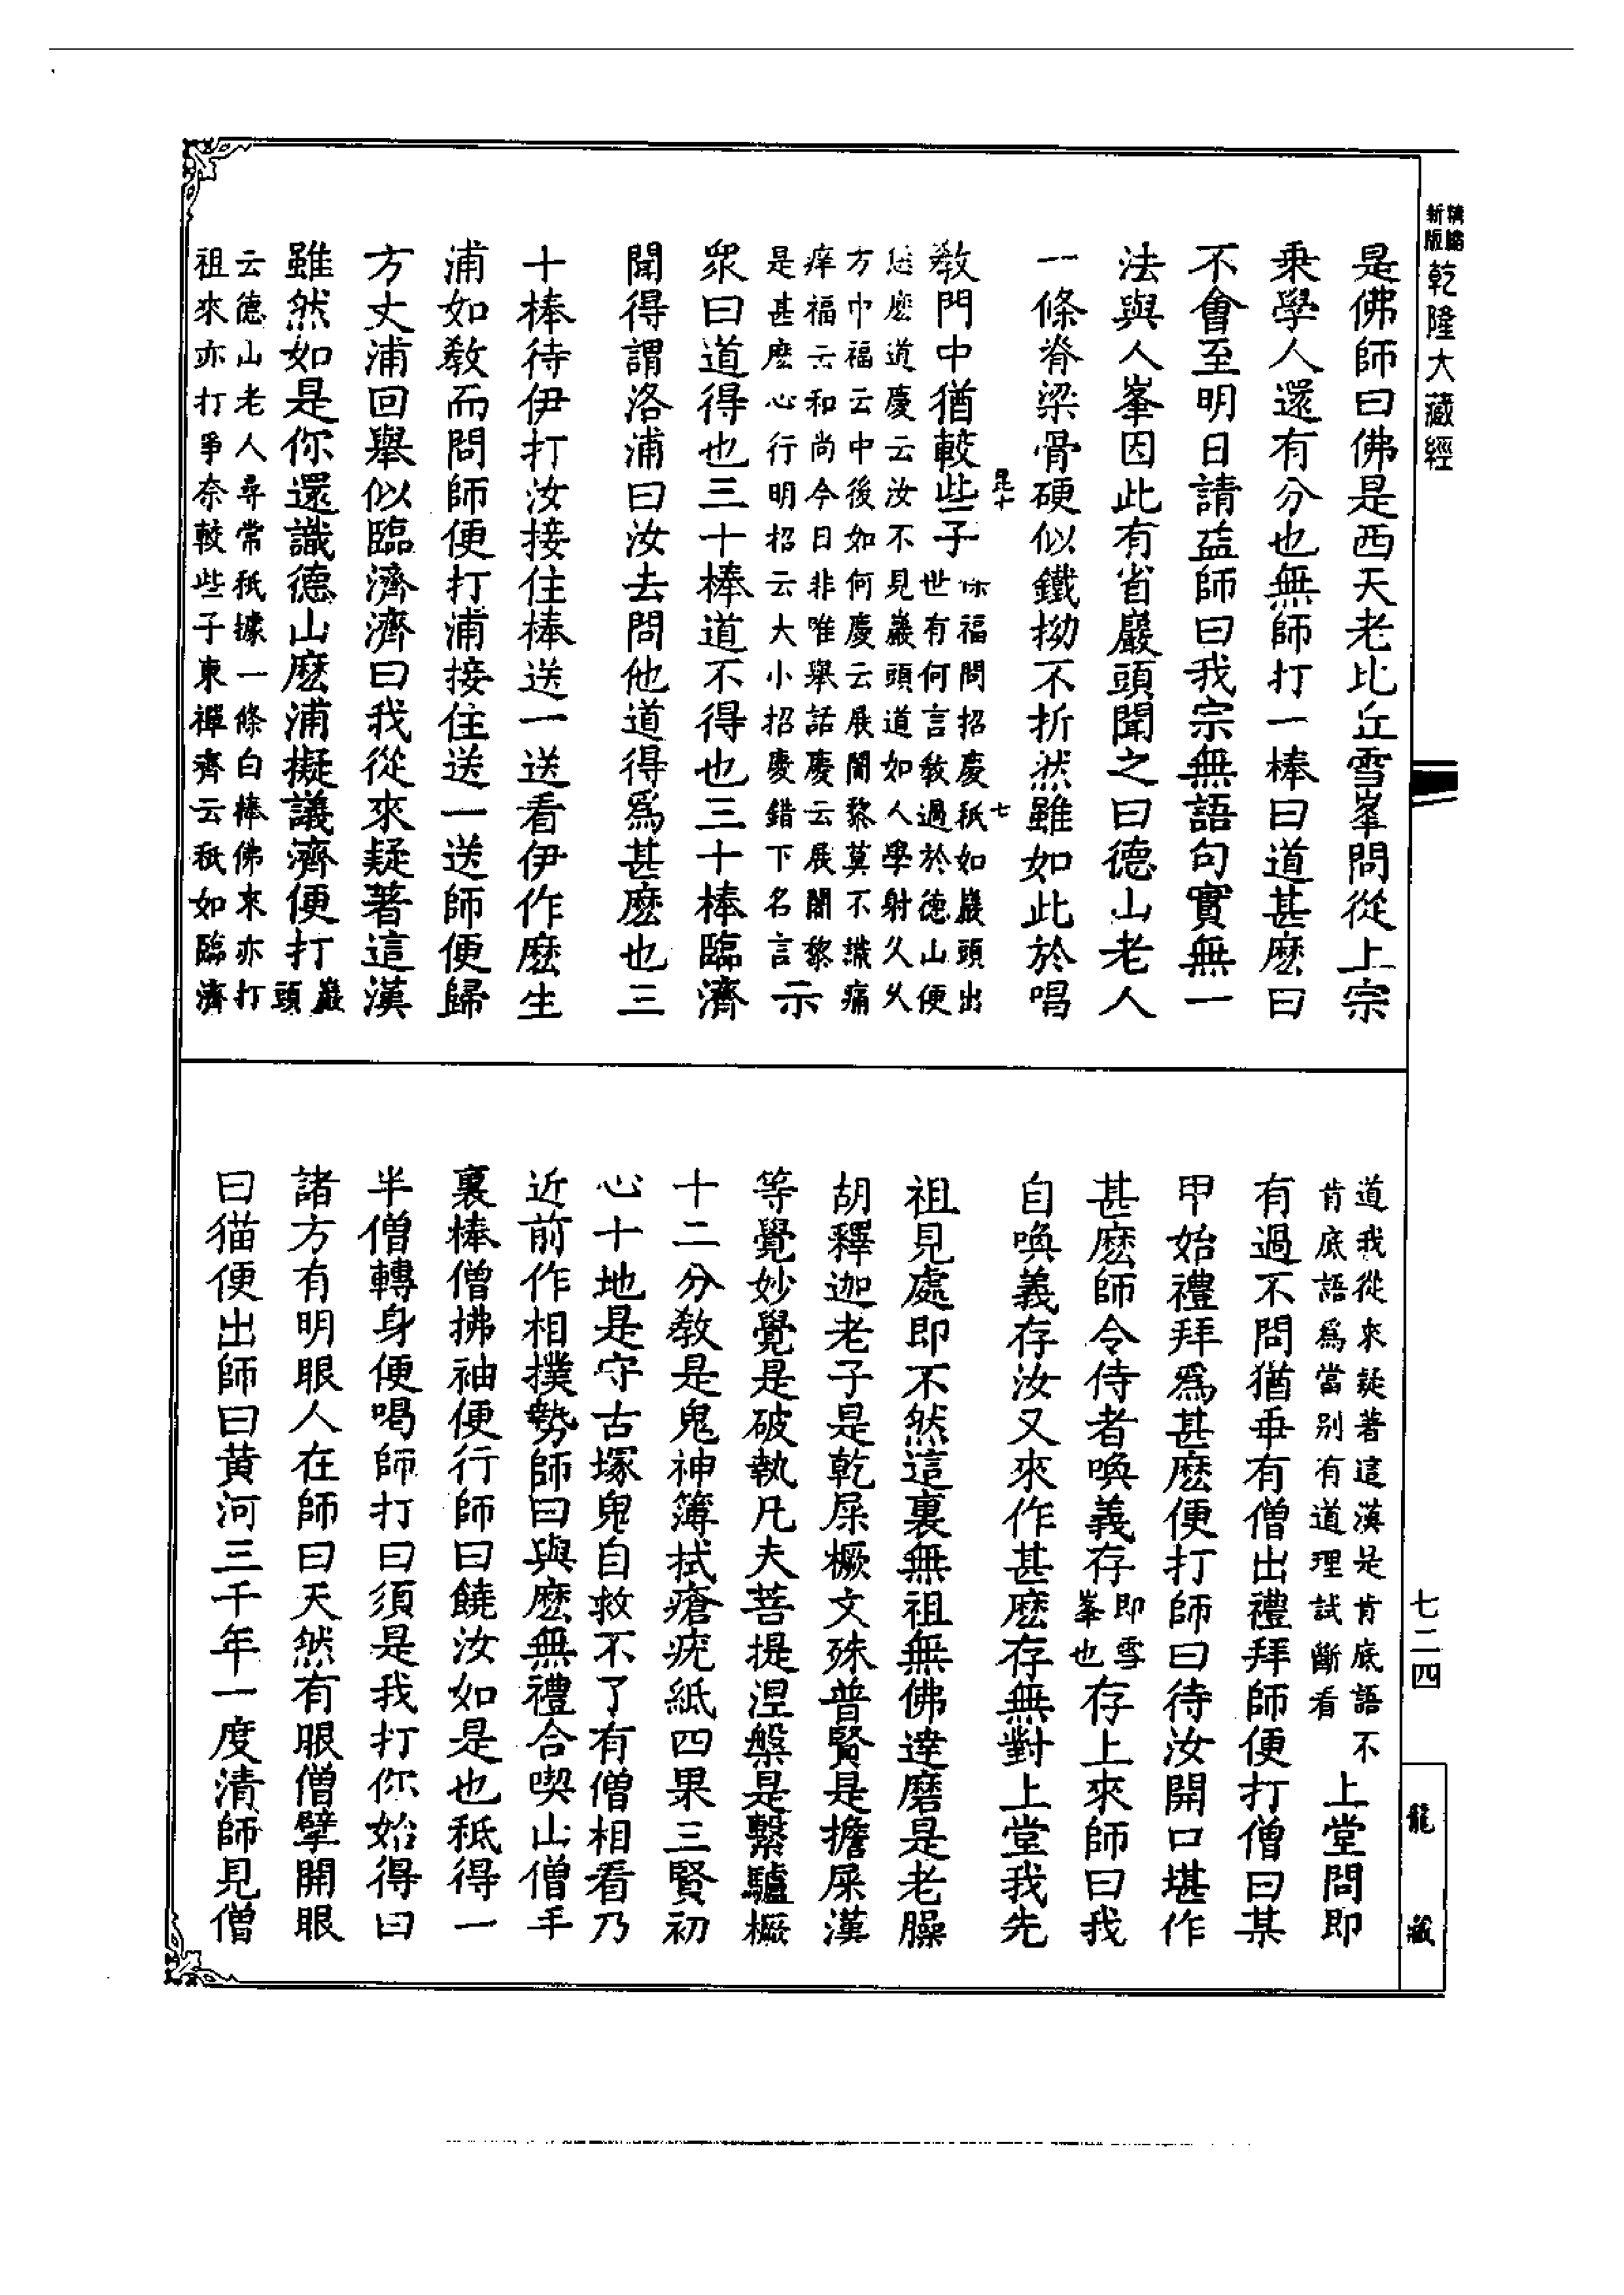 精縮
新版
乾隆大藏經
是佛師曰佛是西天老比丘雪峯問從上宗
乗學人還有分也無師打一棒曰道甚麽曰
不會至明日請益師曰我宗無語句實無一
法與人峯因此有省巖頭聞之曰德山老人
一條脊梁骨硬似鐵拗不折然雖如此於唱
教門中猶較些子
保福問招慶秪如巖頭出
世有何言教過於德山便
恁麽道慶云汝不見巖頭道如人學射久久
方中福云中後如何慶云展闍黎莫不識痛
痒福云和尚今日非唯舉話慶云展闍黎
是甚麽心行明招云大小招慶錯下名言示
衆曰道得也三十棒道不得也三十棒臨濟
聞得謂洛浦曰汝去問他道得爲甚麽也三
十棒待伊打汝接住棒送一送看伊作麽生
浦如教而問師便打浦接住送一送師便歸
方丈浦回舉似臨濟濟曰我從來疑著這漢
雖然如是你還識德山麽浦擬議濟便打巖頭
云德山老人尋常秪據一條白棒佛來亦打
祖來亦打爭奈較些子東禪齊云秪如臨濟
道我從來疑著這漢是肯底語不
肯底語爲當别有道理試斷看
上堂問即
有過不問猶乖有僧出禮拜師便打僧曰某
甲始禮拜爲甚麽便打師曰待汝開口堪作
甚麽師令侍者喚義存即雪峯也存上來師曰我
自喚義存汝又來作甚麽存無對上堂我先
祖見處即不然這裏無祖無佛達磨是老臊
胡釋迦老子是乾屎橛文殊普賢是擔屎漢
等覺妙覺是破執凡夫菩提涅槃是繫驢橛
十二分教是鬼神簿拭瘡疣紙四果三賢初
心十地是守古塚鬼自救不了有僧相看乃
近前作相撲勢師曰與麽無禮合喫山僧手
裏棒僧拂袖便行師曰饒汝如是也秪得一
半僧轉身便喝師打曰須是我打你始得曰
諸方有明眼人在師曰天然有眼僧擘開眼
曰猫便出師曰黄河三千年一度清師見僧
七二四
龍藏